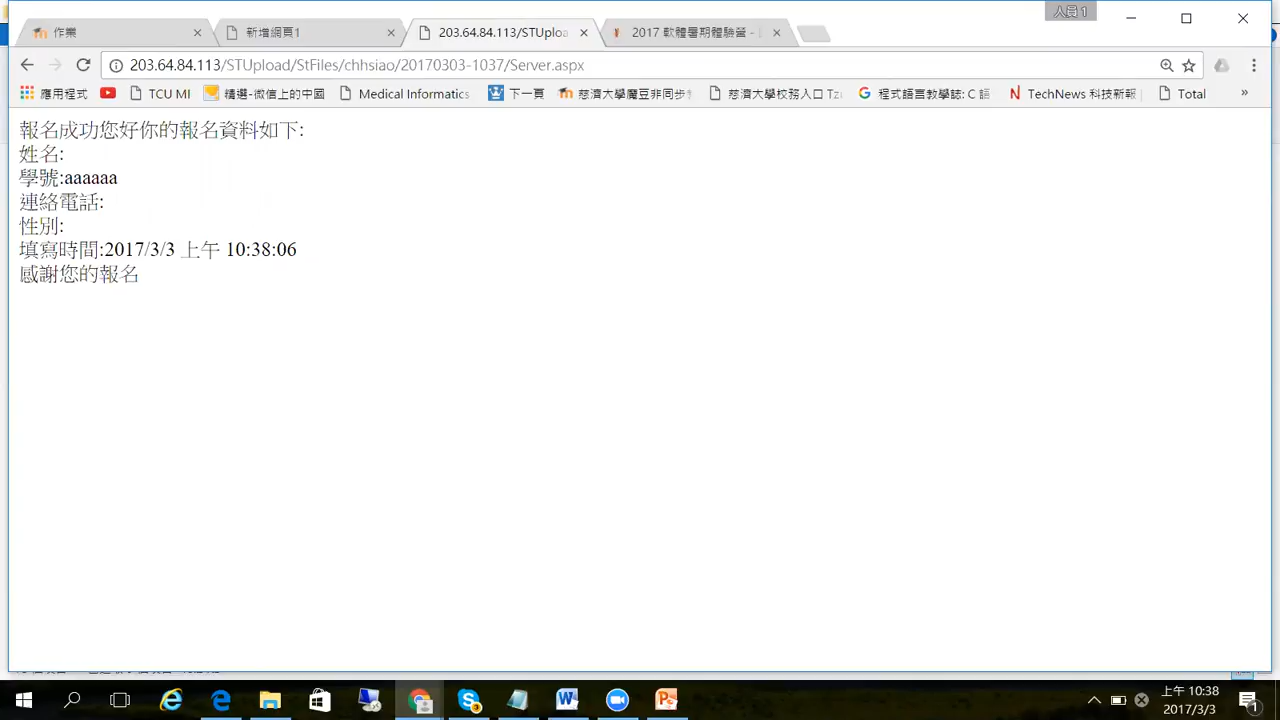 人員 1
作業
新增網頁1
203.64.84.113/STUploa
2017 軟體暑期體驗營 -
203.64.84.113/STUpload/StFiles/chhsiao/20170303-1037/Server.aspx
應用程式
TCU MI
精選-微信上的中國
Medical Informatics
下一頁
慈濟大學魔豆非同步
慈濟大學校務入口 Tz
程式語言教學誌: C 語
TechNews 科技新報
Total
報名成功您好你的報名資料如下:
姓名:
學號:aaaaaa
連絡電話:
性別:
填寫時間:2017/3/3 上午 10:38:06
感謝您的報名
上午 10:38
2017/3/3